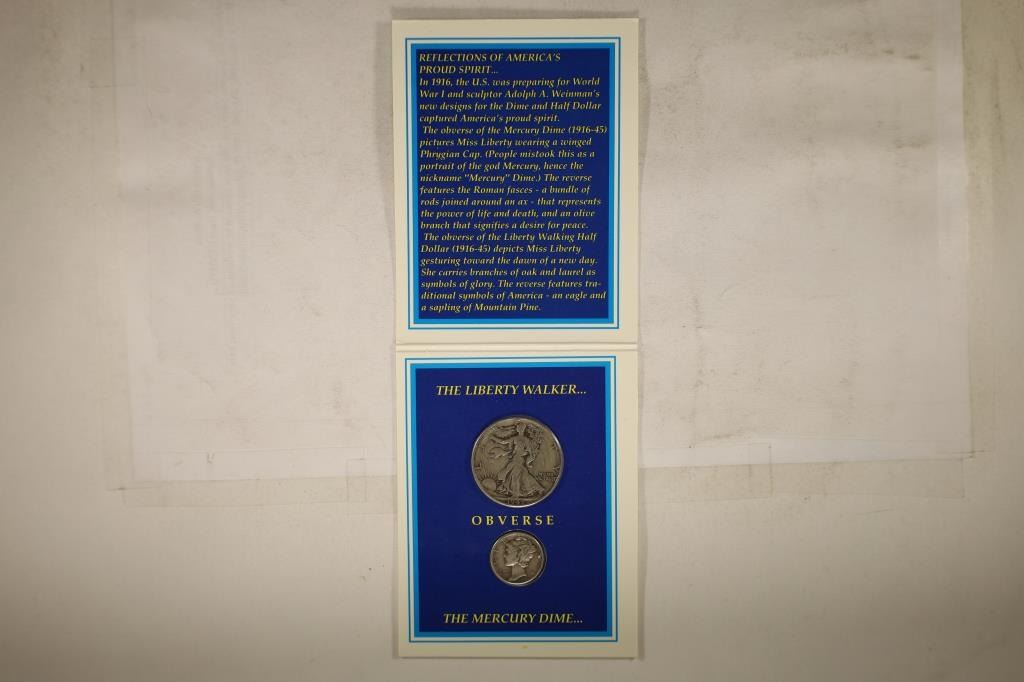 REFLECTIONS OF AMERICA'S
PROUD SPIRIT...
In 1916, the U.S. was preparing for World
War I and sculptor Adolph A. Weinman's
new designs for the Dime and Half Dollar
captured America's proud spirit.
The obverse of the Mercury Dime (1916-45)
pictures Miss Liberty wearing a winged
Phrygian Cap. (People mistook this as a
portrait of the god Mercury, hence the
nickname "Mercury" Dime.) The reverse
features the Roman fasces - a bundle of
rods joined around an ax - that represents
the power of life and death, and an olive
branch that signifies a desire for peace.
The obverse of the Liberty Walking Half
Dollar (1916-45) depicts Miss Liberty
gesturing toward the dawn of a new day.
She carries branches of oak and laurel as
symbols of glory. The reverse features tra-
ditional symbols of America - an eagle and
a sapling of Mountain Pine.
THE LIBERTY WALKER...
OBVERSE
THE MERCURY DIME...